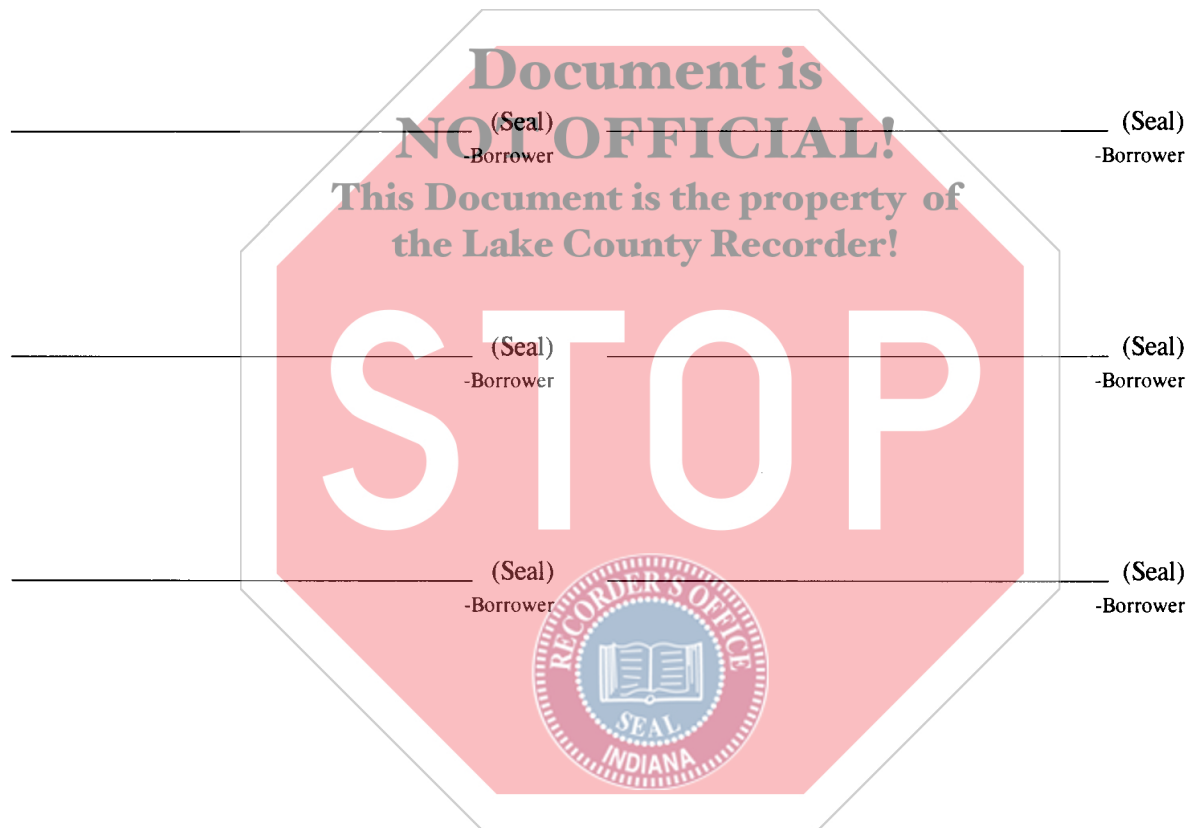 Document is
(Seal) (Seal)
NOT OFFICIAL!
-Borrower -Borrower
This Document is the property of
the Lake County Recorder!
(Seal) (Seal)
-Borrower -Borrower
STOP
(Seal) (Seal)
-Borrower -Borrower
RECORDER'S OFFICE
SEAL
INDIANA